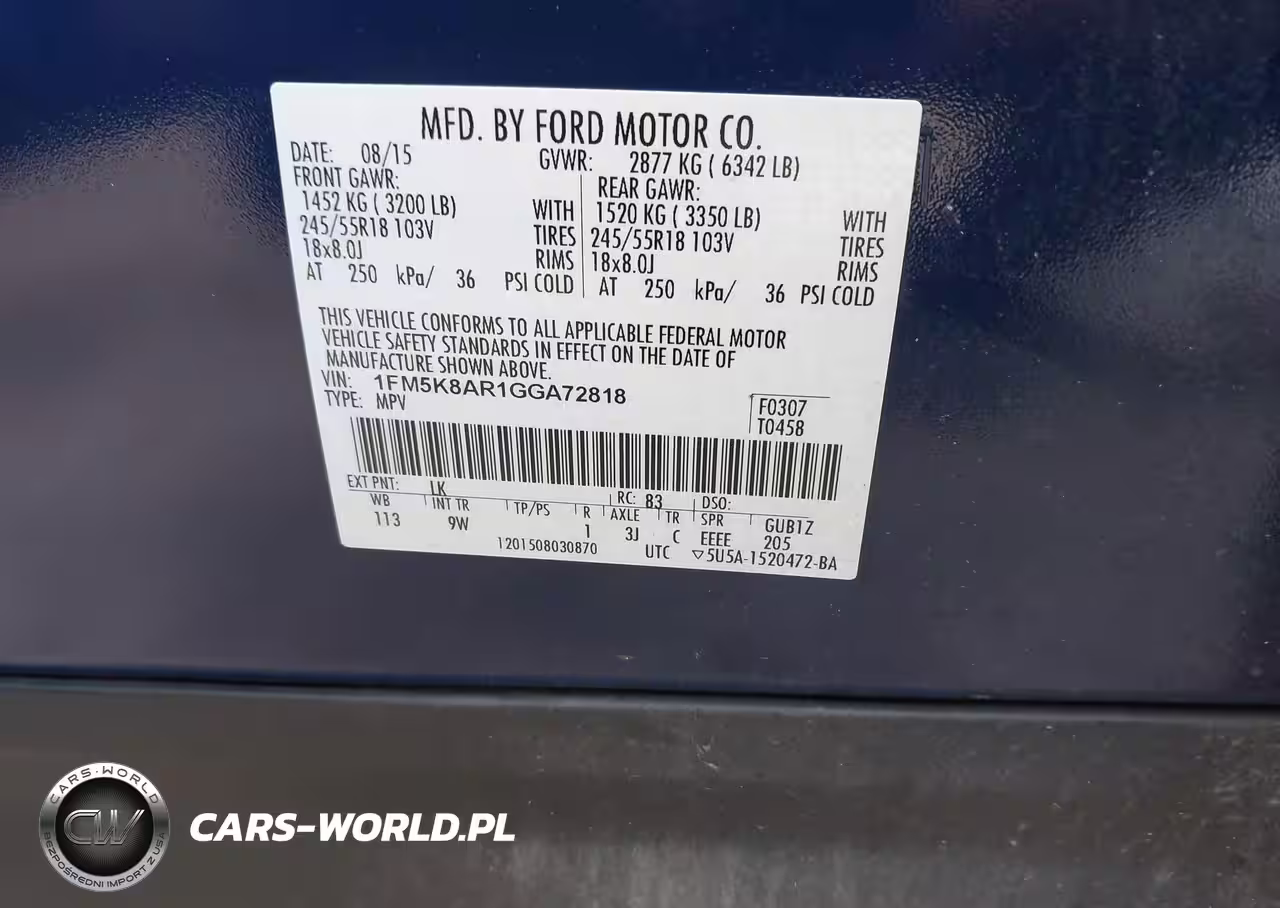 MFD. BY FORD MOTOR CO.
DATE: 08/15 GVWR: 2877 KG ( 6342 LB)
FRONT GAWR: REAR GAWR:
1452 KG ( 3200 LB) WITH 1520 KG ( 3350 LB) WITH
245/55R18 103V TIRES 245/55R18 103V TIRES
18x8.0J RIMS 18x8.0J RIMS
AT 250 kPa/ 36 PSI COLD AT 250 kPa/ 36 PSI COLD
THIS VEHICLE CONFORMS TO ALL APPLICABLE FEDERAL MOTOR
VEHICLE SAFETY STANDARDS IN EFFECT ON THE DATE OF
MANUFACTURE SHOWN ABOVE.
VIN: 1FM5K8AR1GGA72818
TYPE: MPV F0307
T0458
EXT PNT: LK RC: 83 DSO:
WB INT TR TP/PS R AXLE TR SPR GUB1Z
113 9W 1 3J C EEEE 205
1201508030870 UTC ▽5U5A-1520472-BA
CARS-WORLD
CW
BEZPOŚREDNI IMPORT Z USA
CARS-WORLD.PL